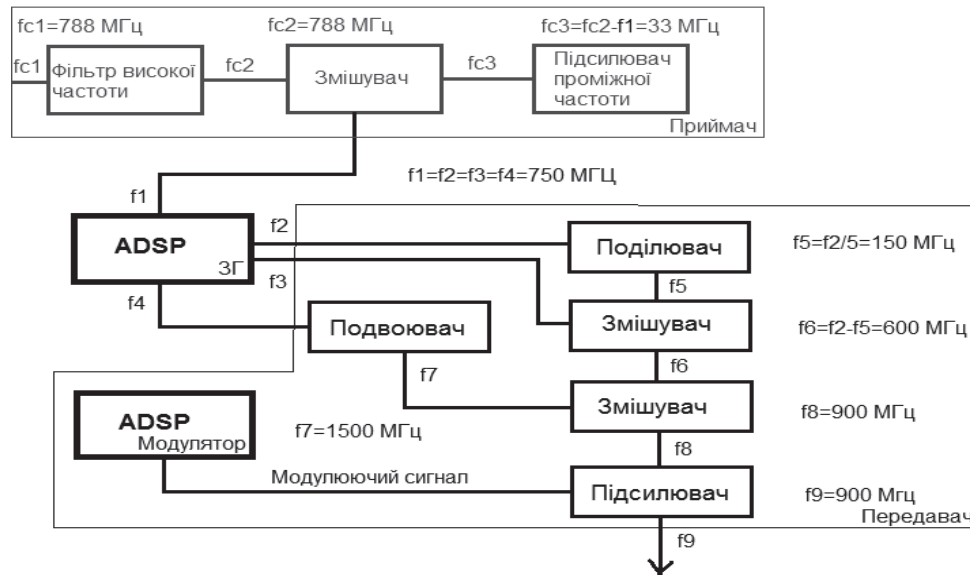 fc1=788 МГц
fc2=788 МГц
fc3=fc2-f1=33 МГц
fc1
Фільтр високої
частоти
fc2
Змішувач
fc3
Підсилювач
проміжної
частоти
Приймач
f1
f1=f2=f3=f4=750 МГЦ
ADSP
ЗГ
f2
f3
f4
Поділювач
f5=f2/5=150 МГц
f5
Подвоювач
Змішувач
f6=f2-f5=600 МГц
f6
f7
Змішувач
f8=900 МГц
ADSP
Модулятор
f7=1500 МГц
f8
Модулюючий сигнал
Підсилювач
f9=900 Мгц
Передавач
f9